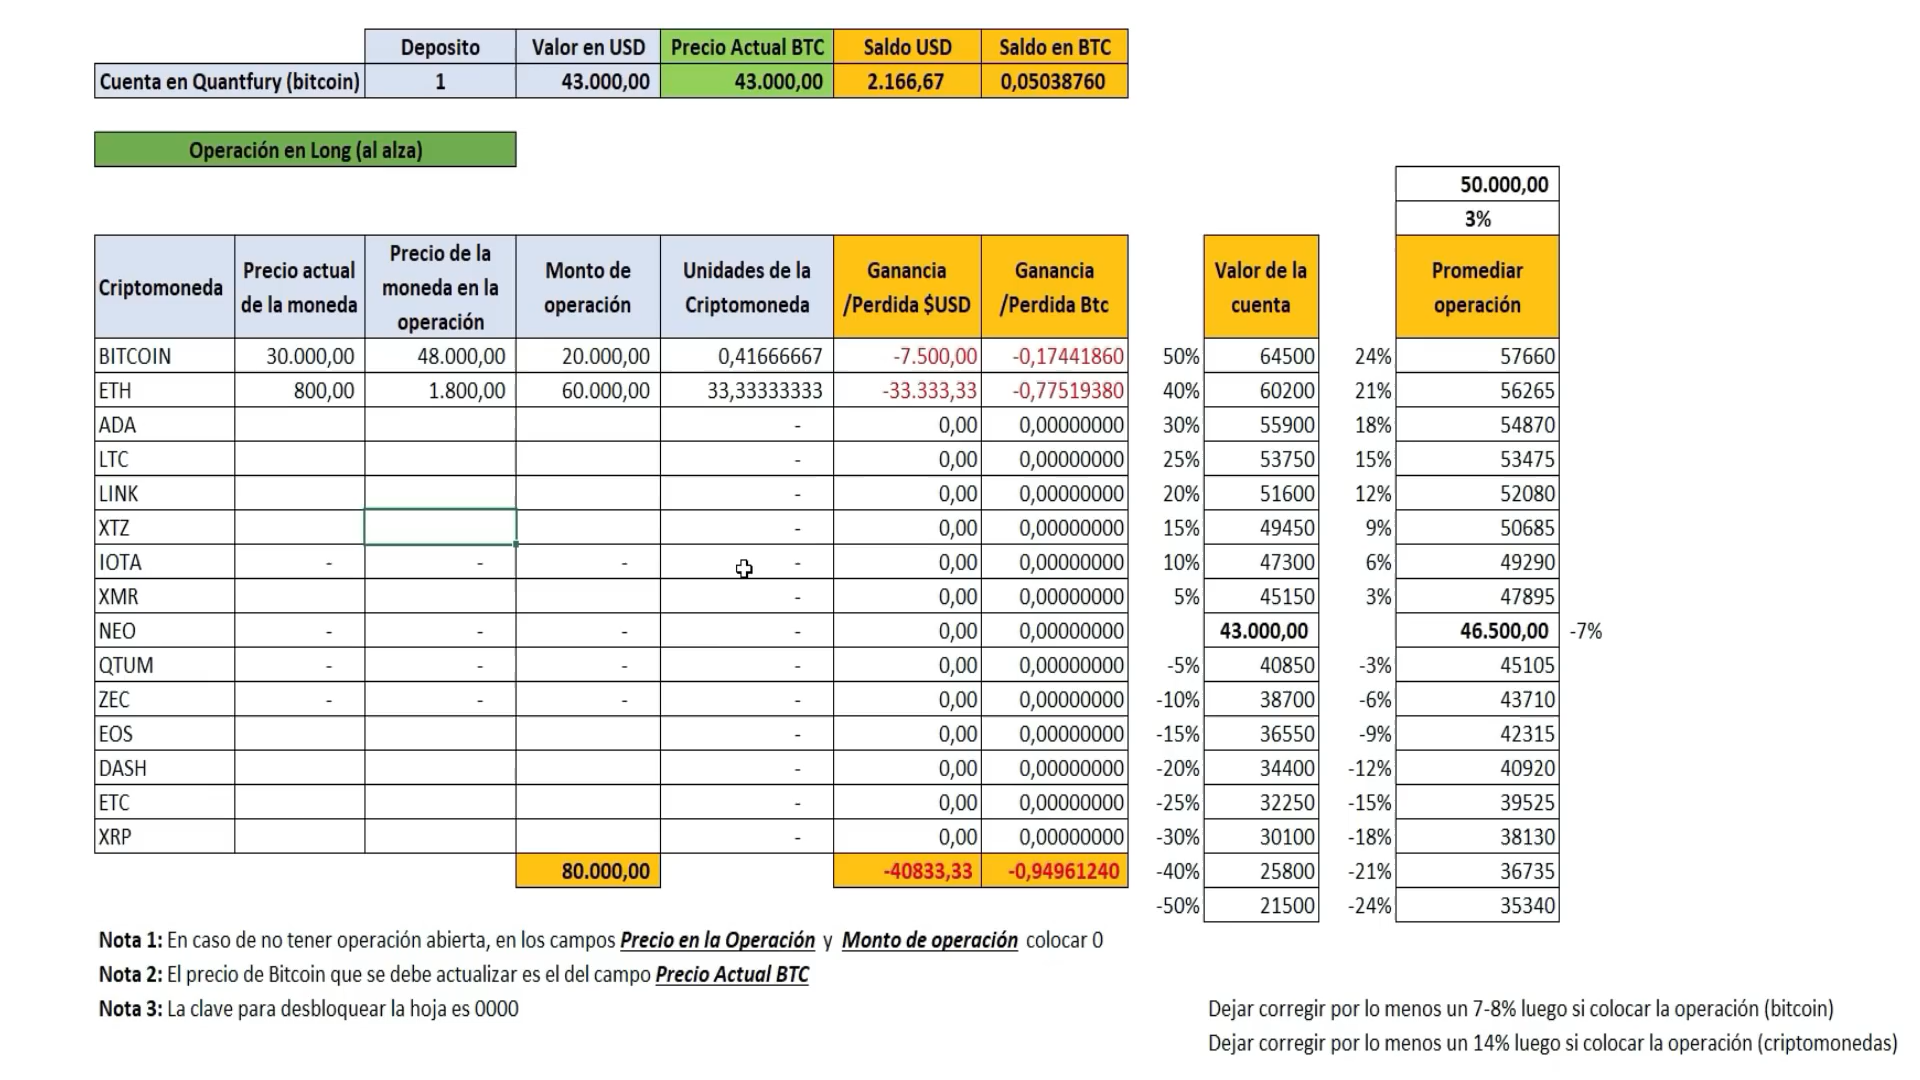 Deposito Valor en USD Precio Actual BTC Saldo USD Saldo en BTC
Cuenta en Quantfury (bitcoin) 1 43.000,00 43.000,00 2.166,67 0,05038760
Operación en Long (al alza)
50.000,00
3%
Criptomoneda
Precio actual
de la moneda
Precio de la
moneda en la
operación
Monto de
operación
Unidades de la
Criptomoneda
Ganancia
/Perdida $USD
Ganancia
/Perdida Btc
Valor de la
cuenta
Promediar
operación
BITCOIN 30.000,00 48.000,00 20.000,00 0,41666667 -7.500,00 -0,17441860 50% 64500 24% 57660
ETH 800,00 1.800,00 60.000,00 33,33333333 -33.333,33 -0,77519380 40% 60200 21% 56265
ADA - 0,00 0,00000000 30% 55900 18% 54870
LTC - 0,00 0,00000000 25% 53750 15% 53475
LINK - 0,00 0,00000000 20% 51600 12% 52080
XTZ - 0,00 0,00000000 15% 49450 9% 50685
IOTA - - - - 0,00 0,00000000 10% 47300 6% 49290
XMR - 0,00 0,00000000 5% 45150 3% 47895
NEO - - - - 0,00 0,00000000 43.000,00 46.500,00 -7%
QTUM - - - - 0,00 0,00000000 -5% 40850 -3% 45105
ZEC - - - - 0,00 0,00000000 -10% 38700 -6% 43710
EOS - 0,00 0,00000000 -15% 36550 -9% 42315
DASH - 0,00 0,00000000 -20% 34400 -12% 40920
ETC - 0,00 0,00000000 -25% 32250 -15% 39525
XRP - 0,00 0,00000000 -30% 30100 -18% 38130
80.000,00 -40833,33 -0,94961240 -40% 25800 -21% 36735
-50% 21500 -24% 35340
Nota 1: En caso de no tener operación abierta, en los campos Precio en la Operación y Monto de operación colocar 0
Nota 2: El precio de Bitcoin que se debe actualizar es el del campo Precio Actual BTC
Nota 3: La clave para desbloquear la hoja es 0000
Dejar corregir por lo menos un 7-8% luego si colocar la operación (bitcoin)
Dejar corregir por lo menos un 14% luego si colocar la operación (criptomonedas)